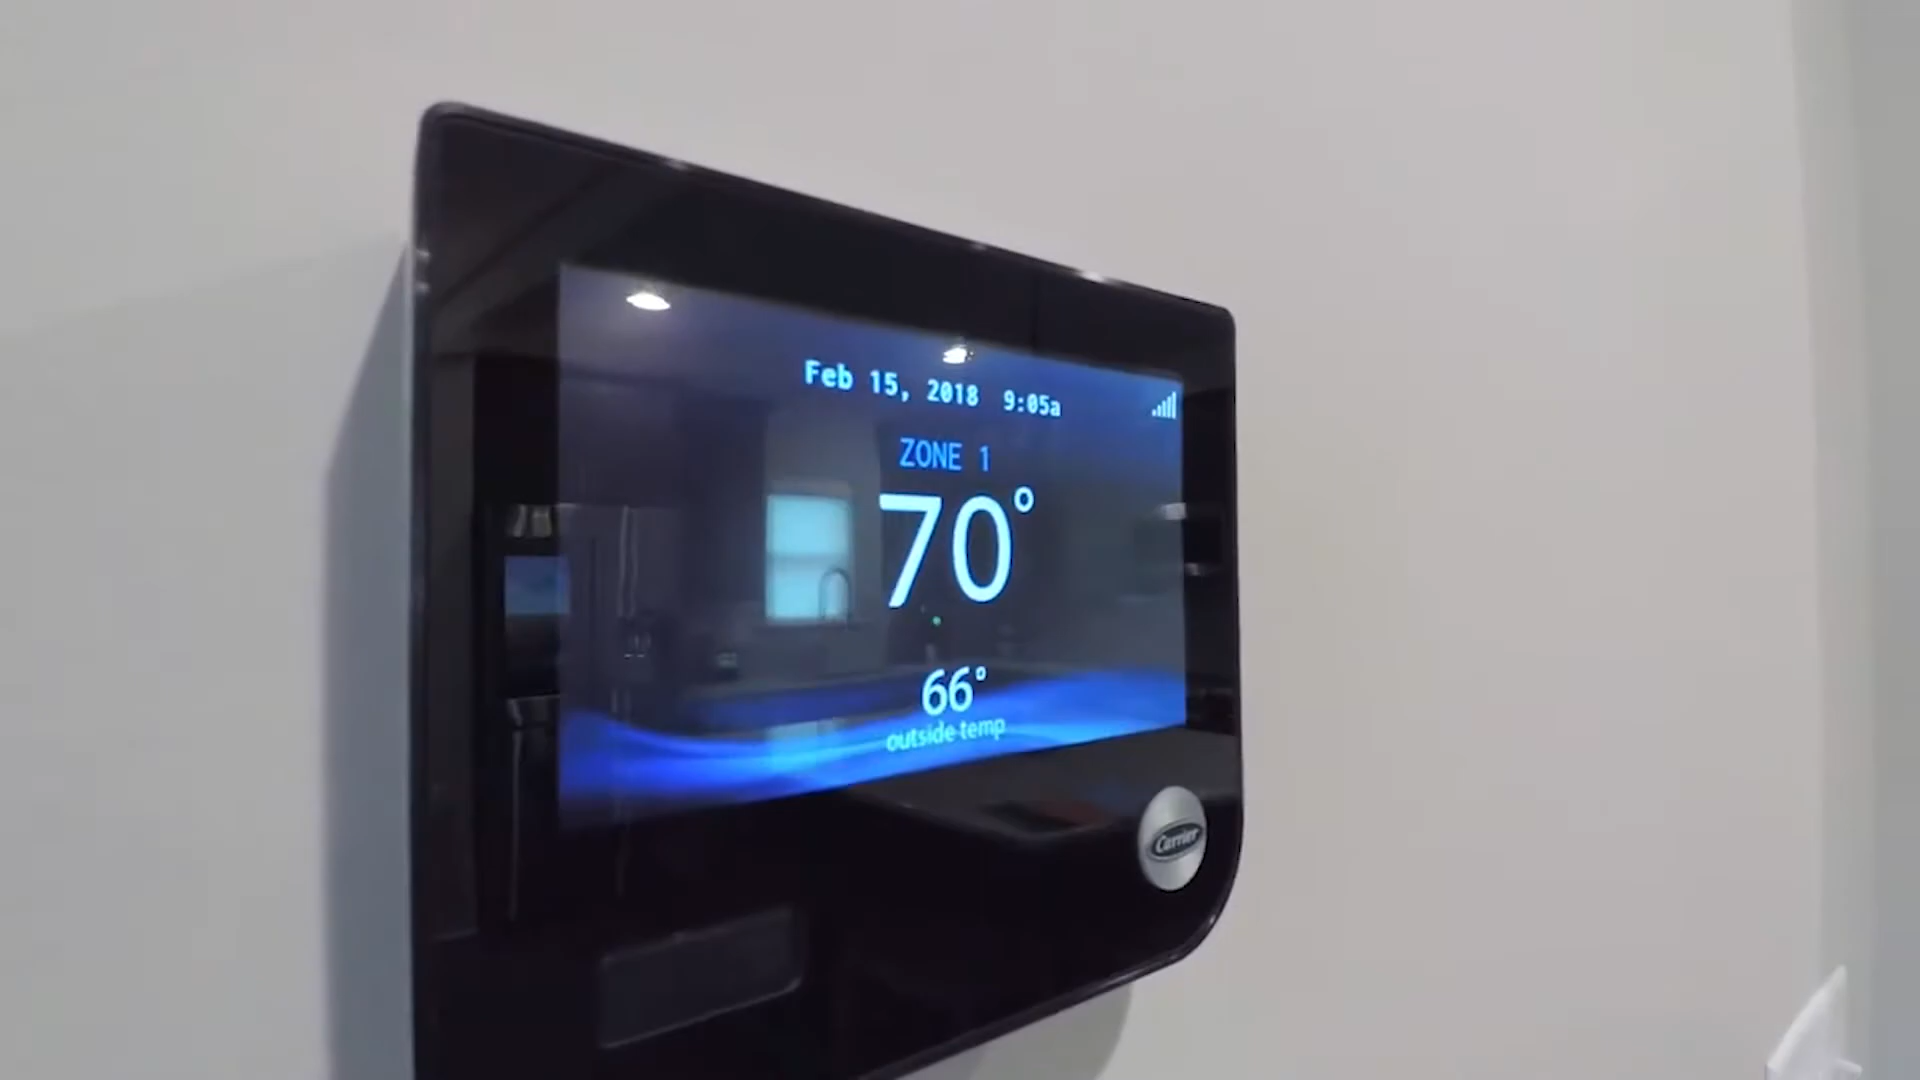 Feb 15, 2018 9:05a
ZONE 1
70°
66°
outside temp
Carrier